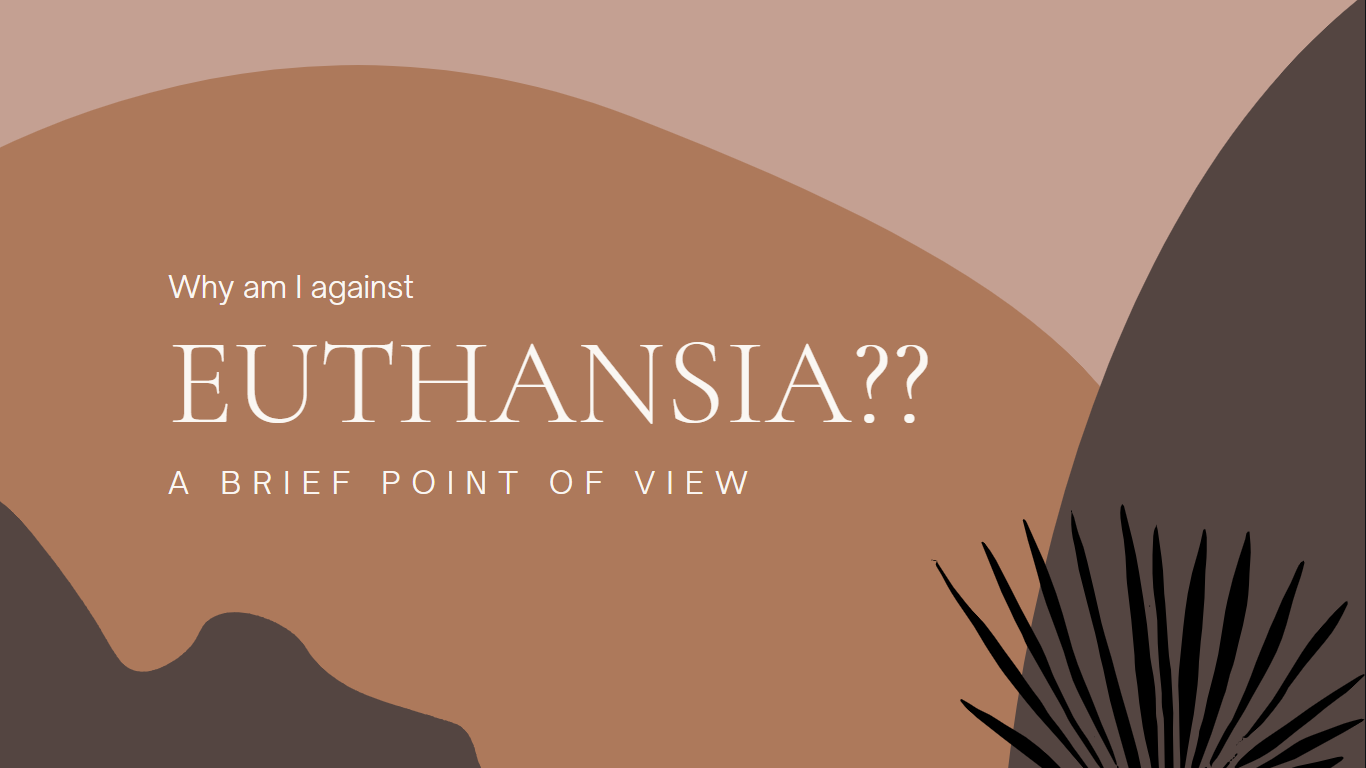 Why am I against
EUTHANSIA??
A BRIEF POINT OF VIEW